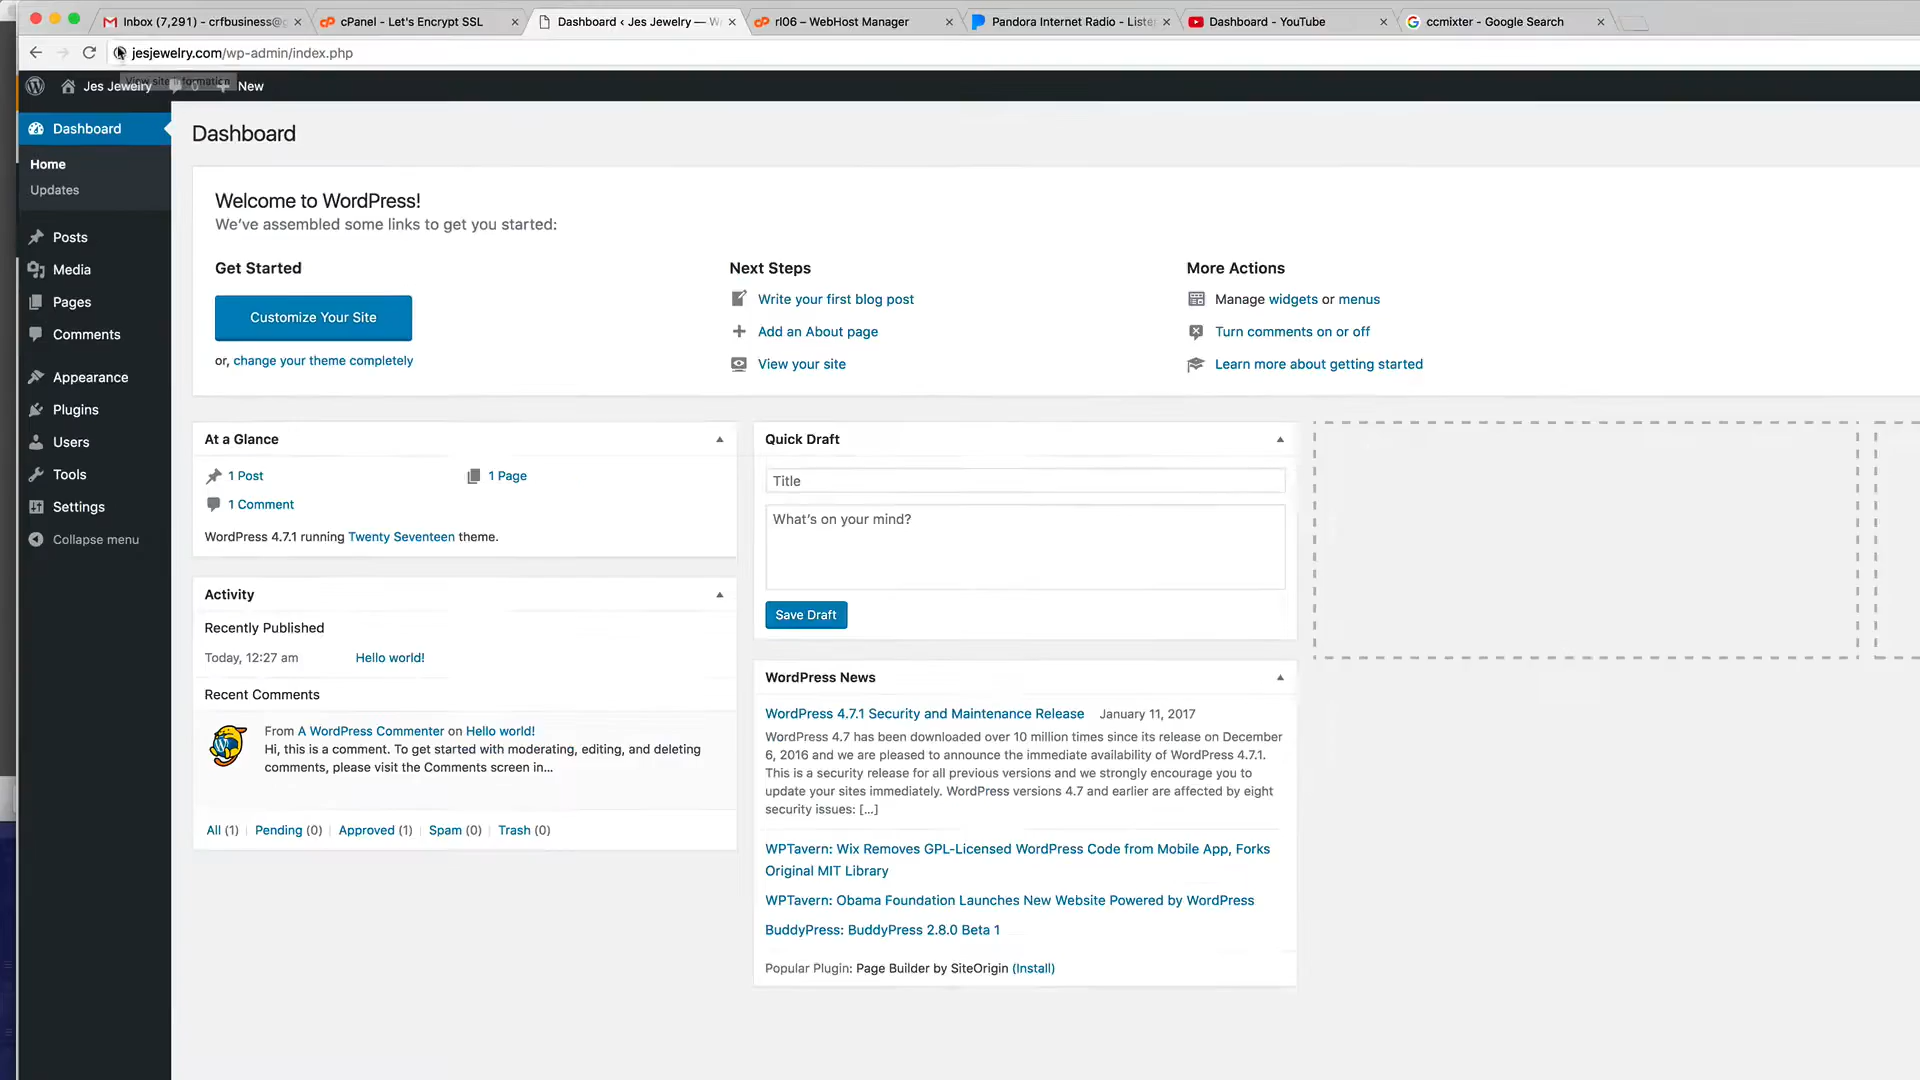 Inbox (7,291) - crfbusiness@g
cPanel - Let's Encrypt SSL
Dashboard ‹ Jes Jewelry — W
rl06 – WebHost Manager
Pandora Internet Radio - Liste
Dashboard - YouTube
ccmixter - Google Search
jesjewelry.com/wp-admin/index.php
View site information
Jes Jewelry
0
New
Dashboard
Home
Updates
Posts
Media
Pages
Comments
Appearance
Plugins
Users
Tools
Settings
Collapse menu
Dashboard
Welcome to WordPress!
We've assembled some links to get you started:
Get Started
Customize Your Site
or, change your theme completely
Next Steps
Write your first blog post
Add an About page
View your site
More Actions
Manage widgets or menus
Turn comments on or off
Learn more about getting started
At a Glance
1 Post
1 Page
1 Comment
WordPress 4.7.1 running Twenty Seventeen theme.
Activity
Recently Published
Today, 12:27 am
Hello world!
Recent Comments
From A WordPress Commenter on Hello world!
Hi, this is a comment. To get started with moderating, editing, and deleting
comments, please visit the Comments screen in...
All (1) | Pending (0) | Approved (1) | Spam (0) | Trash (0)
Quick Draft
Title
What's on your mind?
Save Draft
WordPress News
WordPress 4.7.1 Security and Maintenance Release January 11, 2017
WordPress 4.7 has been downloaded over 10 million times since its release on December
6, 2016 and we are pleased to announce the immediate availability of WordPress 4.7.1.
This is a security release for all previous versions and we strongly encourage you to
update your sites immediately. WordPress versions 4.7 and earlier are affected by eight
security issues: [...]
WPTavern: Wix Removes GPL-Licensed WordPress Code from Mobile App, Forks
Original MIT Library
WPTavern: Obama Foundation Launches New Website Powered by WordPress
BuddyPress: BuddyPress 2.8.0 Beta 1
Popular Plugin: Page Builder by SiteOrigin (Install)